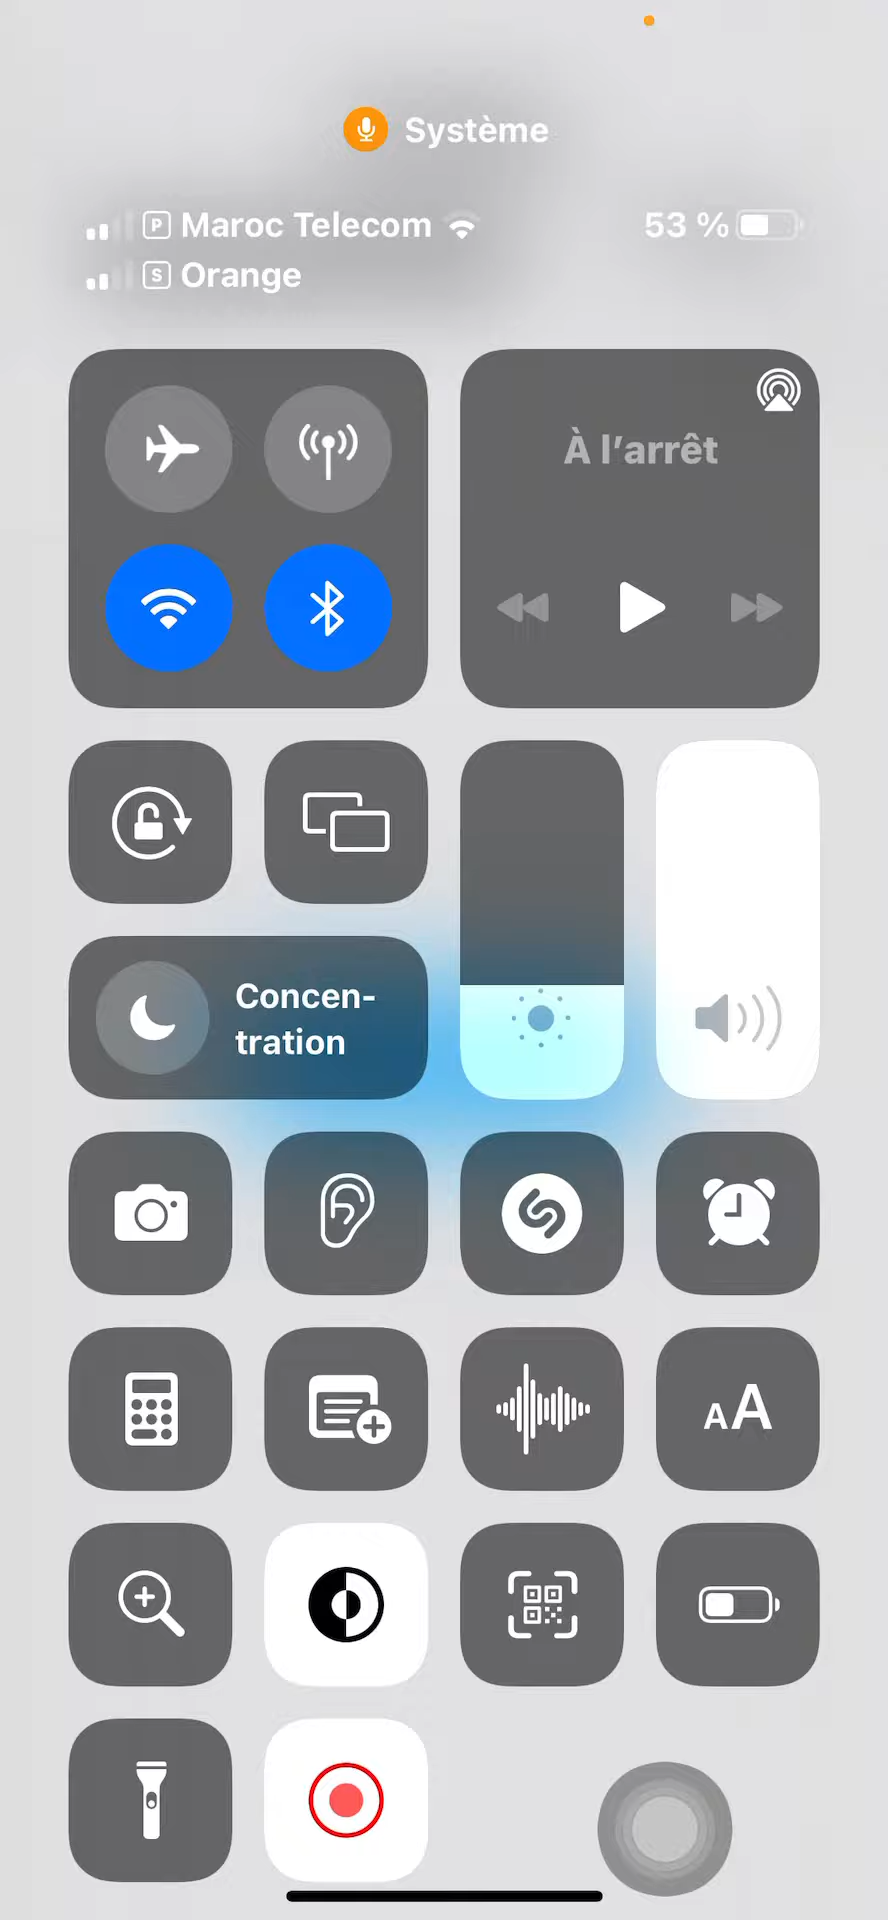 Système
P Maroc Telecom 53 %
S Orange
À l'arrêt
Concen-
tration
AA